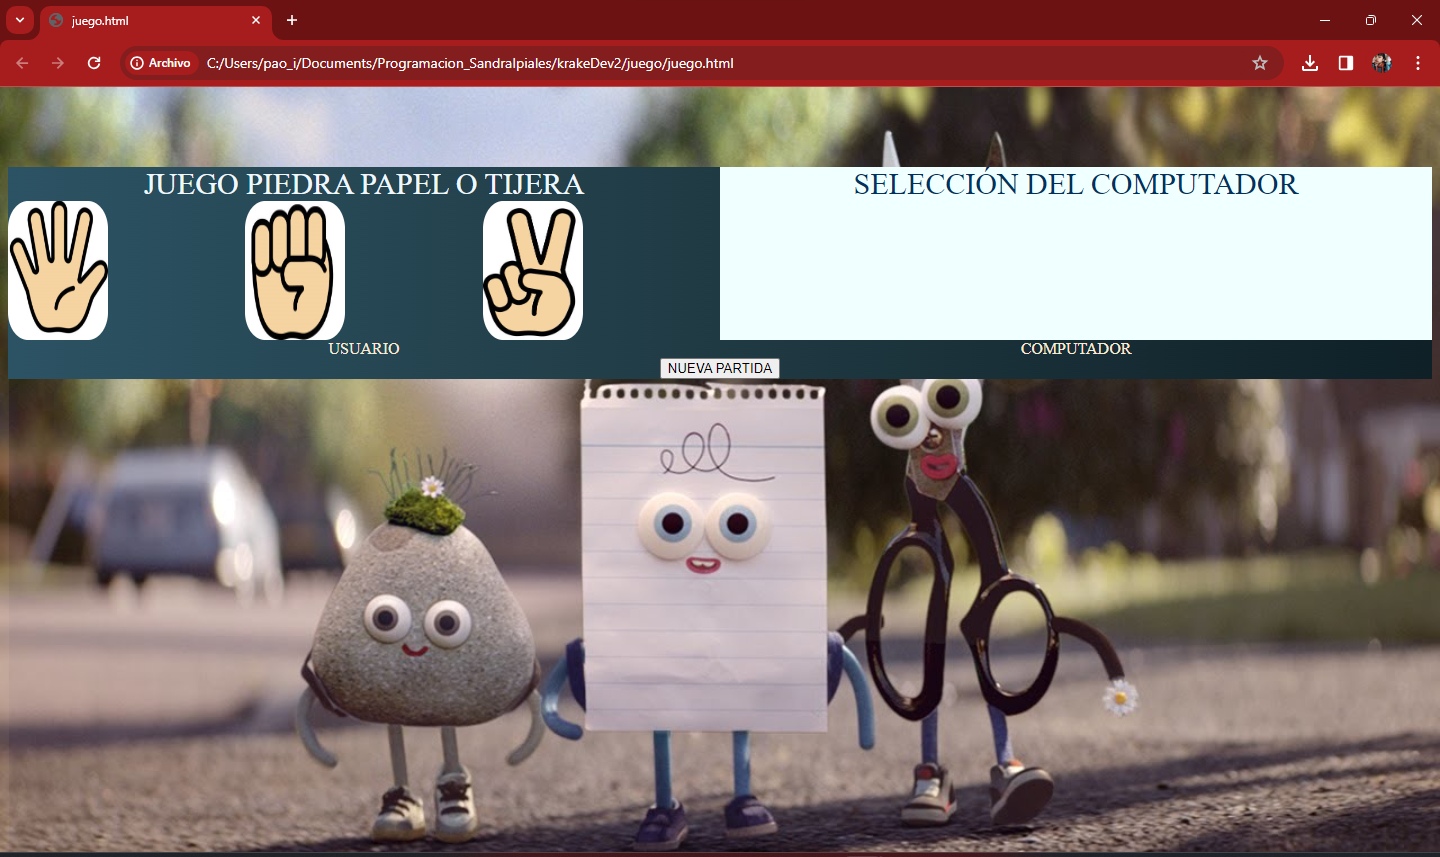 juego.html
Archivo
C:/Users/pao_i/Documents/Programacion_SandraIpiales/krakeDev2/juego/juego.html
JUEGO PIEDRA PAPEL O TIJERA
SELECCIÓN DEL COMPUTADOR
USUARIO
COMPUTADOR
NUEVA PARTIDA